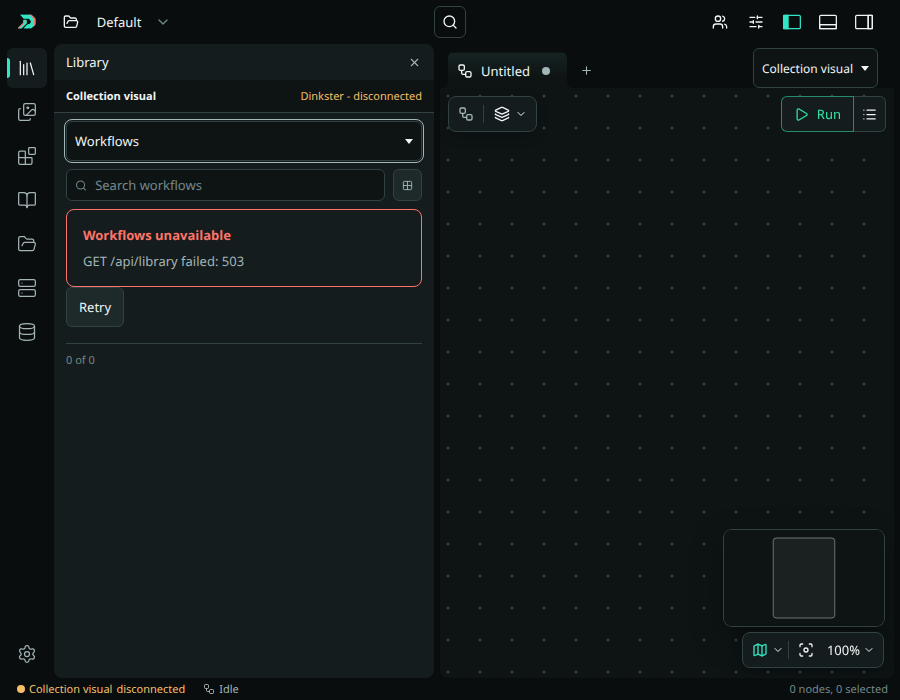 Default
Library
Collection visual
Dinkster - disconnected
Workflows
Search workflows
Workflows unavailable
GET /api/library failed: 503
Retry
0 of 0
Untitled
Collection visual
Run
100%
Collection visual disconnected
Idle
0 nodes, 0 selected